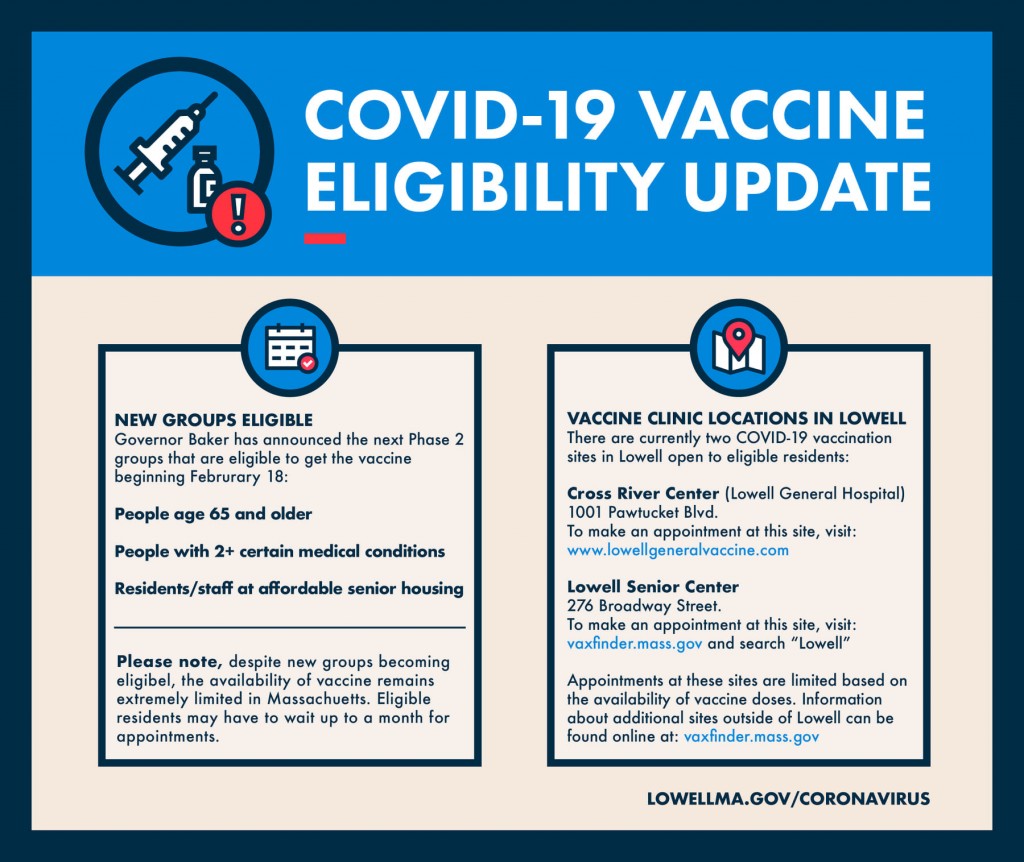 COVID-19 VACCINE
ELIGIBILITY UPDATE
NEW GROUPS ELIGIBLE
Governor Baker has announced the next Phase 2
groups that are eligible to get the vaccine
beginning Februrary 18:
People age 65 and older
People with 2+ certain medical conditions
Residents/staff at affordable senior housing
Please note, despite new groups becoming
eligibel, the availability of vaccine remains
extremely limited in Massachuetts. Eligible
residents may have to wait up to a month for
appointments.
VACCINE CLINIC LOCATIONS IN LOWELL
There are currently two COVID-19 vaccination
sites in Lowell open to eligible residents:
Cross River Center (Lowell General Hospital)
1001 Pawtucket Blvd.
To make an appointment at this site, visit:
www.lowellgeneralvaccine.com
Lowell Senior Center
276 Broadway Street.
To make an appointment at this site, visit:
vaxfinder.mass.gov and search “Lowell”
Appointments at these sites are limited based on
the availability of vaccine doses. Information
about additional sites outside of Lowell can be
found online at: vaxfinder.mass.gov
LOWELLMA.GOV/CORONAVIRUS